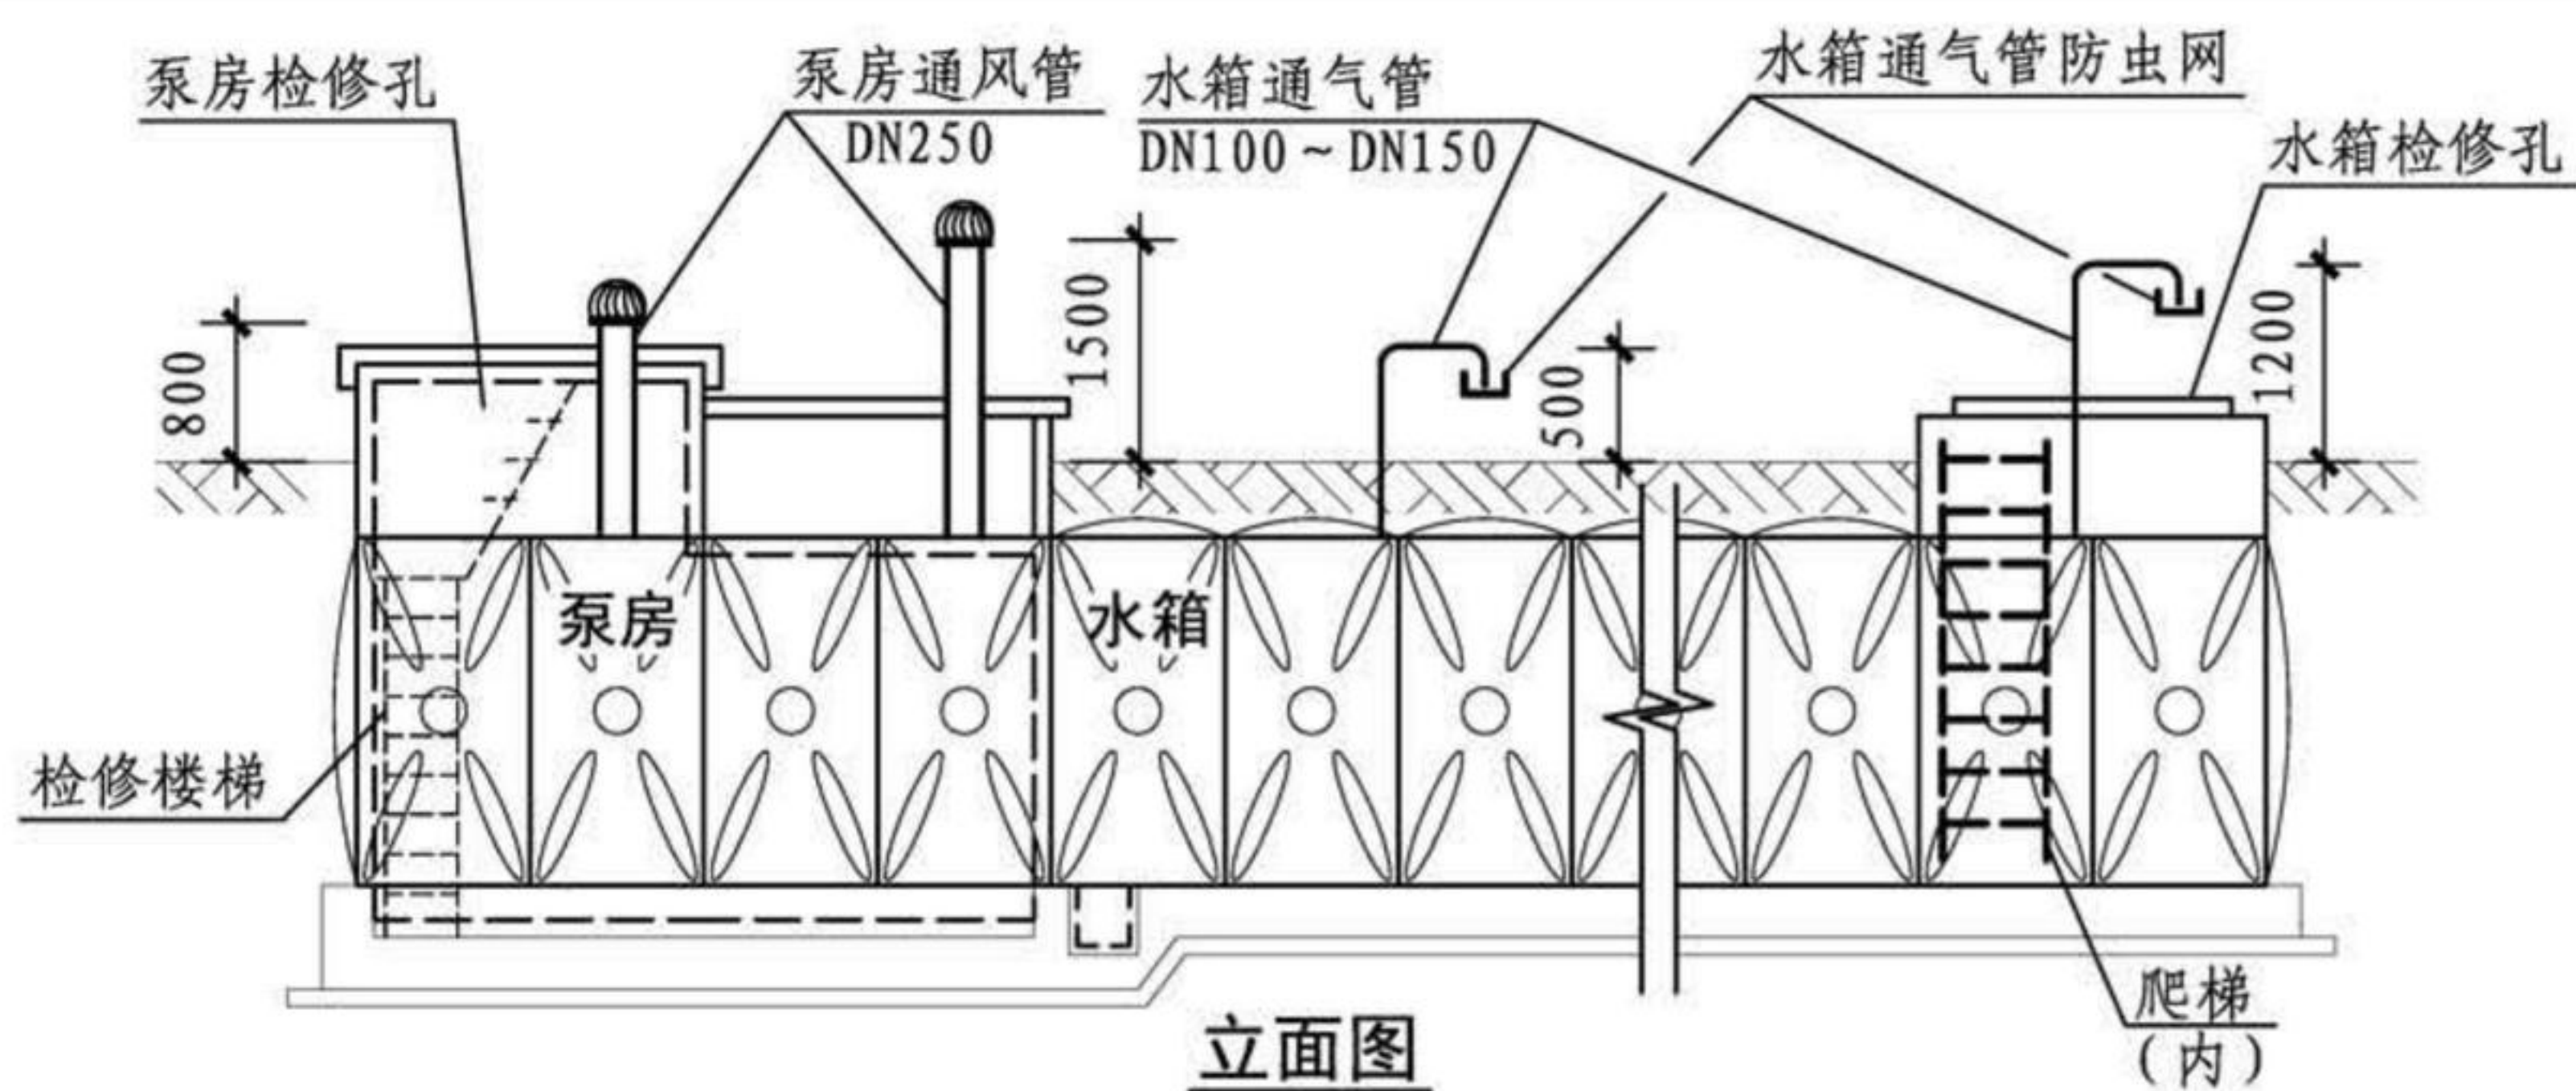 泵房检修孔
泵房通风管
DN250
水箱通气管
DN100~DN150
水箱通气管防虫网
水箱检修孔
800
1500
500
1200
泵房
水箱
检修楼梯
爬梯
(内)
立面图